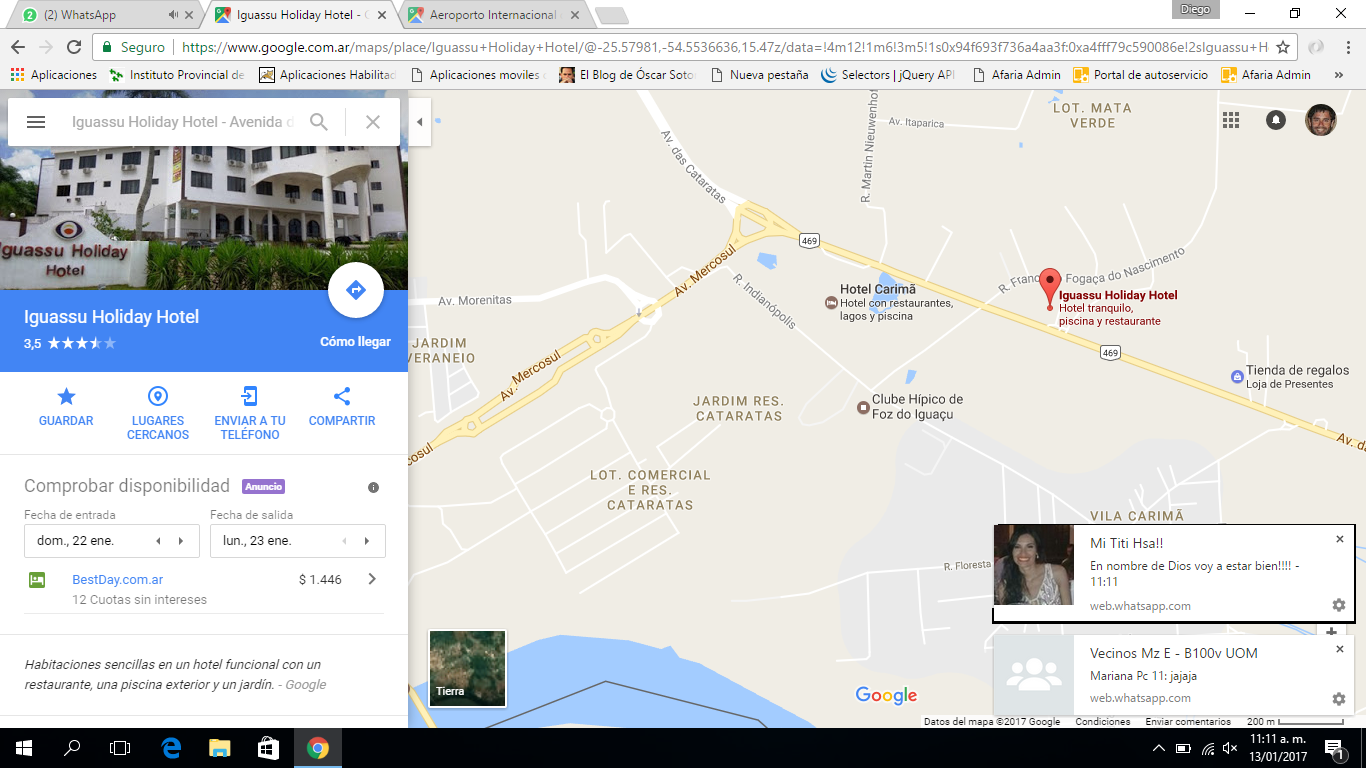 (2) WhatsApp
Iguassu Holiday Hotel - G
Aeroporto Internacional
Diego
Seguro
https://www.google.com.ar/maps/place/Iguassu+Holiday+Hotel/@-25.57981,-54.5536636,15.47z/data=!4m12!1m6!3m5!1s0x94f693f736a4aa3f:0xa4fff79c590086e!2sIguassu+H
Aplicaciones
Instituto Provincial de
Aplicaciones Habilitad
Aplicaciones moviles
El Blog de Óscar Soto
Nueva pestaña
Selectors | jQuery API
Afaria Admin
Portal de autoservicio
Afaria Admin
»
Iguassu Holiday Hotel - Avenida d
Iguassu Holiday
Hotel
Iguassu Holiday Hotel
3,5
Cómo llegar
GUARDAR
LUGARES
CERCANOS
ENVIAR A TU
TELÉFONO
COMPARTIR
Comprobar disponibilidad
Anuncio
Fecha de entrada
Fecha de salida
dom., 22 ene.
lun., 23 ene.
BestDay.com.ar
$ 1.446
12 Cuotas sin intereses
Habitaciones sencillas en un hotel funcional con un
restaurante, una piscina exterior y un jardín. - Google
LOT. MATA
VERDE
Av. Itaparica
R. Martin Nieuwenhof
Av. das Cataratas
469
Av. Mercosul
R. Indianópolis
Hotel Carimã
Hotel con restaurantes,
lagos y piscina
R. Franc
Fogaça do Nascimento
Iguassu Holiday Hotel
Hotel tranquilo,
piscina y restaurante
Av. Morenitas
JARDIM
VERANEIO
469
Av. Mercosul
Tienda de regalos
Loja de Presentes
JARDIM RES.
CATARATAS
Clube Hípico de
Foz do Iguaçu
Av. da
cosul
LOT. COMERCIAL
E RES.
CATARATAS
VILA CARIMÃ
R. Floresta
Tierra
Google
Mi Titi Hsa!!
En nombre de Dios voy a estar bien!!!! -
11:11
web.whatsapp.com
Vecinos Mz E - B100v UOM
Mariana Pc 11: jajaja
web.whatsapp.com
Datos del mapa ©2017 Google
Condiciones
Enviar comentarios
200 m
11:11 a. m.
13/01/2017
1